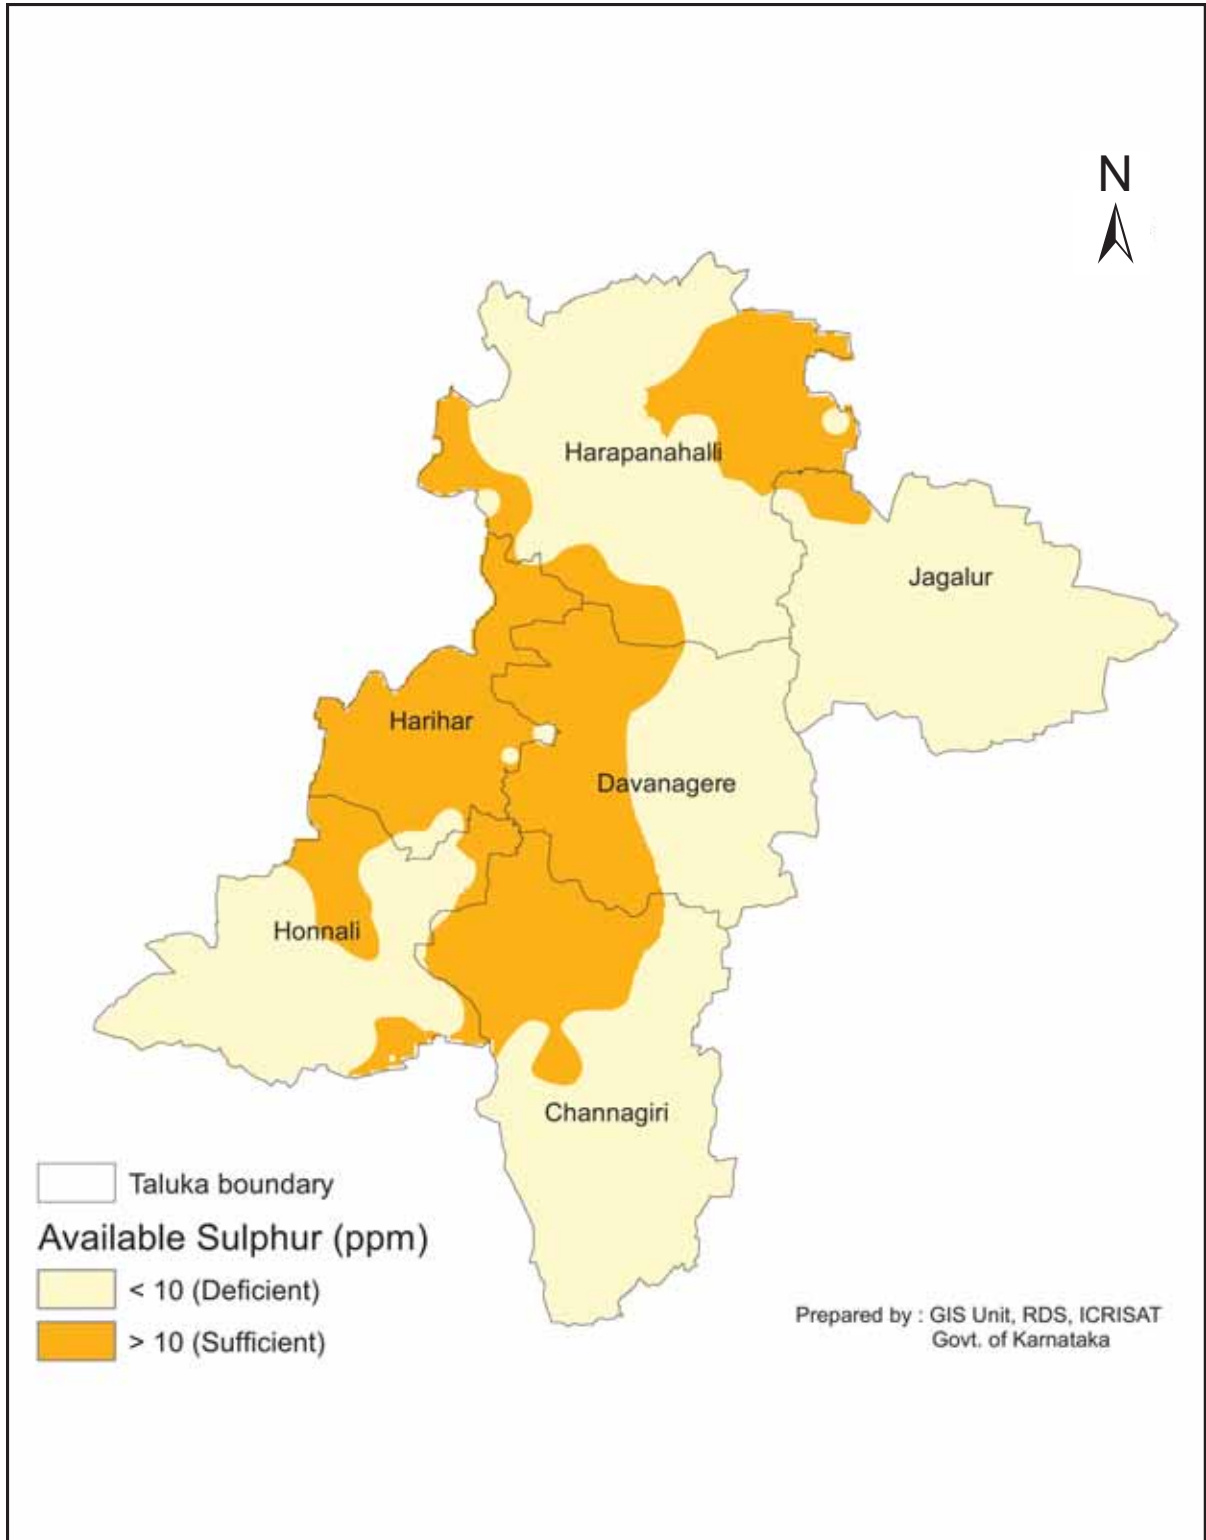 N
Harapanahalli
Jagalur
Harihar
Davanagere
Honnali
Channagiri
Taluka boundary
Available Sulphur (ppm)
< 10 (Deficient)
> 10 (Sufficient)
Prepared by : GIS Unit, RDS, ICRISAT
Govt. of Karnataka